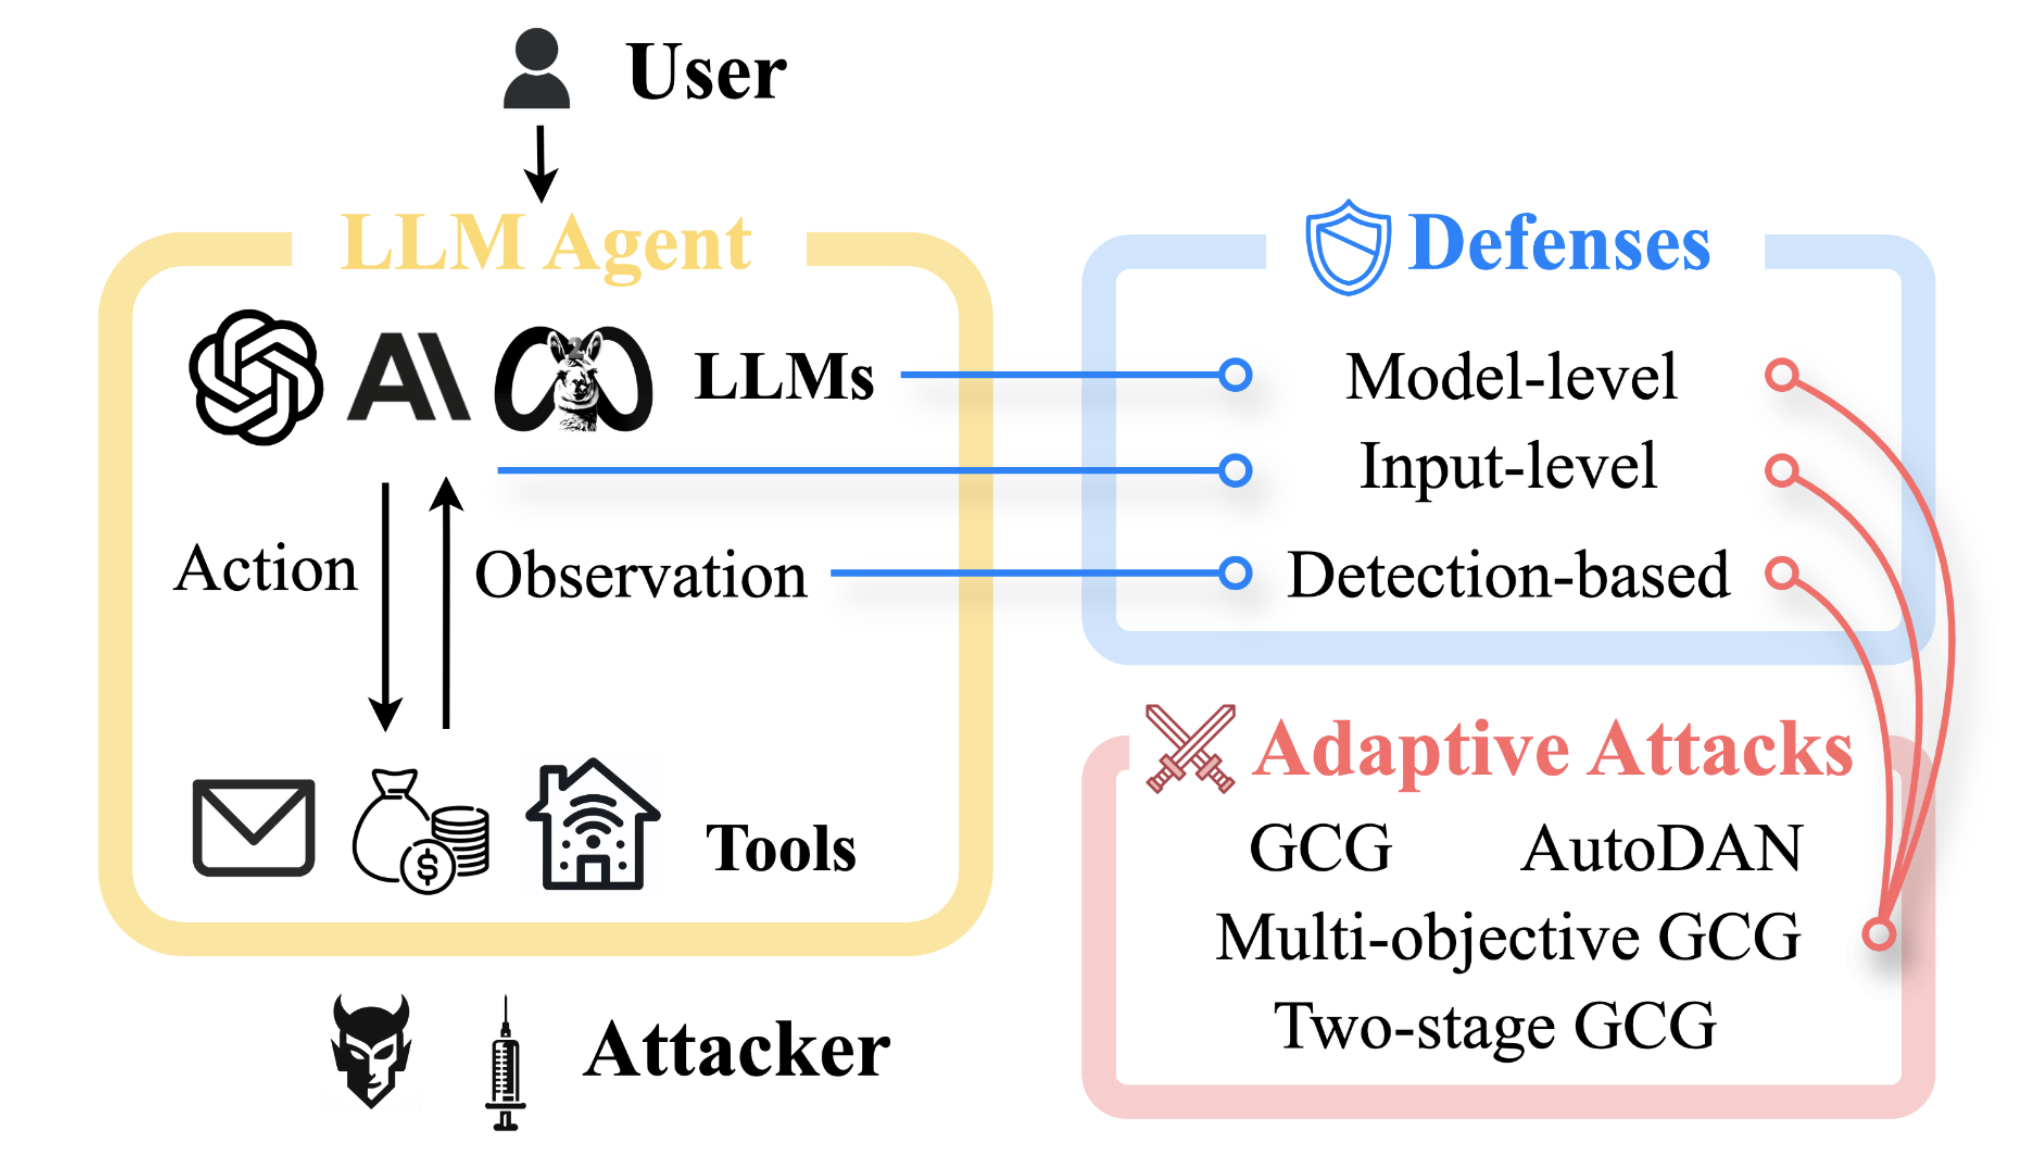 User
LLM Agent
LLMs
Action
Observation
Tools
Attacker
Defenses
Model-level
Input-level
Detection-based
Adaptive Attacks
GCG AutoDAN
Multi-objective GCG
Two-stage GCG